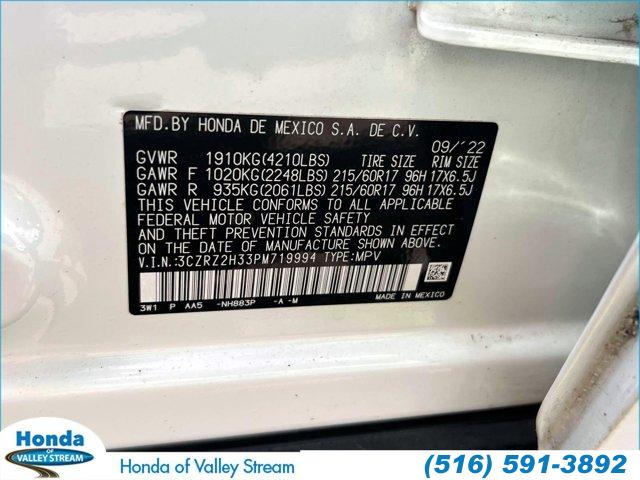 MFD.BY HONDA DE MEXICO S.A. DE C.V.
09/'22
GVWR 1910KG(4210LBS) TIRE SIZE RIM SIZE
GAWR F 1020KG(2248LBS) 215/60R17 96H 17X6.5J
GAWR R 935KG(2061LBS) 215/60R17 96H 17X6.5J
THIS VEHICLE CONFORMS TO ALL APPLICABLE
FEDERAL MOTOR VEHICLE SAFETY
AND THEFT PREVENTION STANDARDS IN EFFECT
ON THE DATE OF MANUFACTURE SHOWN ABOVE.
V.I.N.:3CZRZ2H33PM719994 TYPE:MPV
3W1 P AA5 -NH883P -A -M MADE IN MEXICO
Honda
OF
VALLEY STREAM
Honda of Valley Stream
(516) 591-3892